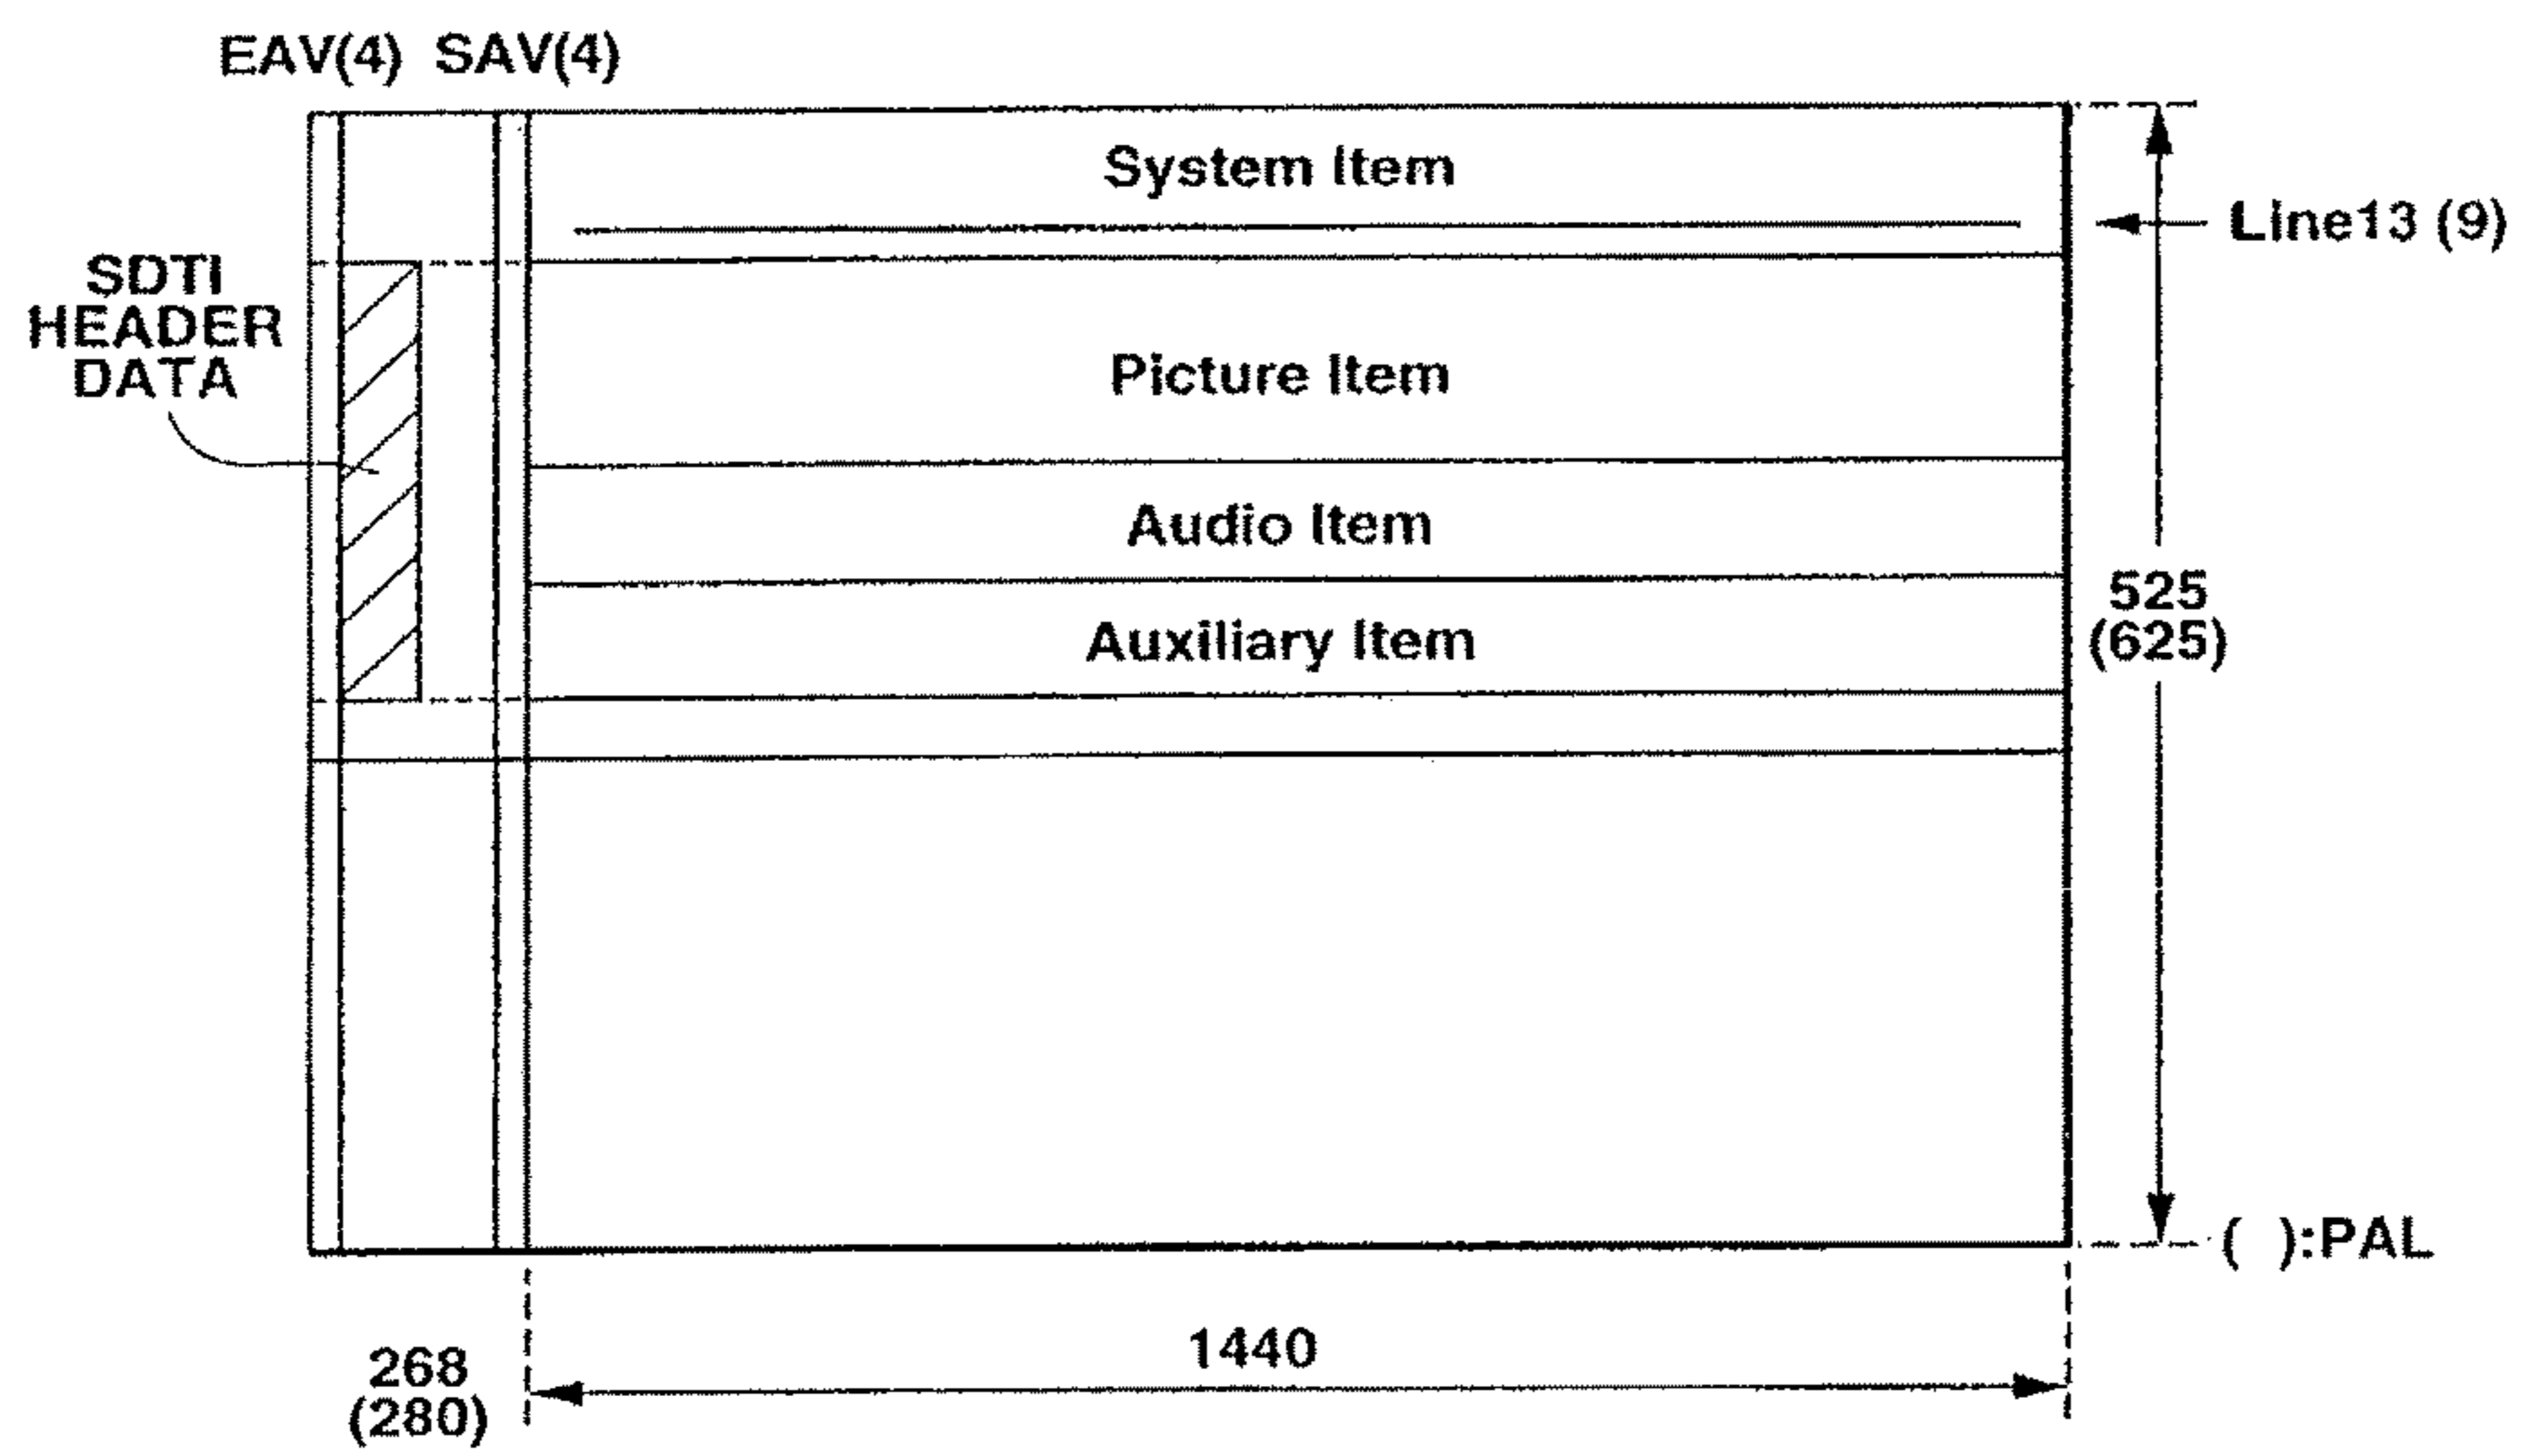 EAV(4) SAV(4)
System Item
Line13 (9)
SDTI
HEADER
DATA
Picture Item
Audio Item
525
(625)
Auxiliary Item
( ):PAL
1440
268
(280)